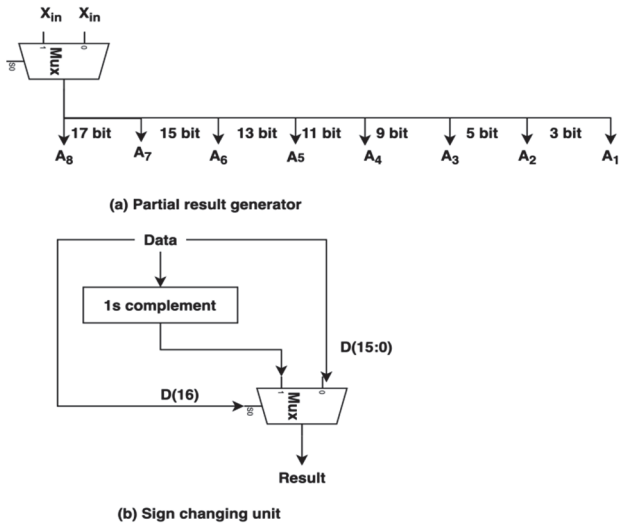 Xin Xin
1 0
S0
Mux
17 bit 15 bit 13 bit 11 bit 9 bit 5 bit 3 bit
A8 A7 A6 A5 A4 A3 A2 A1
(a) Partial result generator
Data
1s complement
D(15:0)
D(16)
1 0
S0
Mux
Result
(b) Sign changing unit